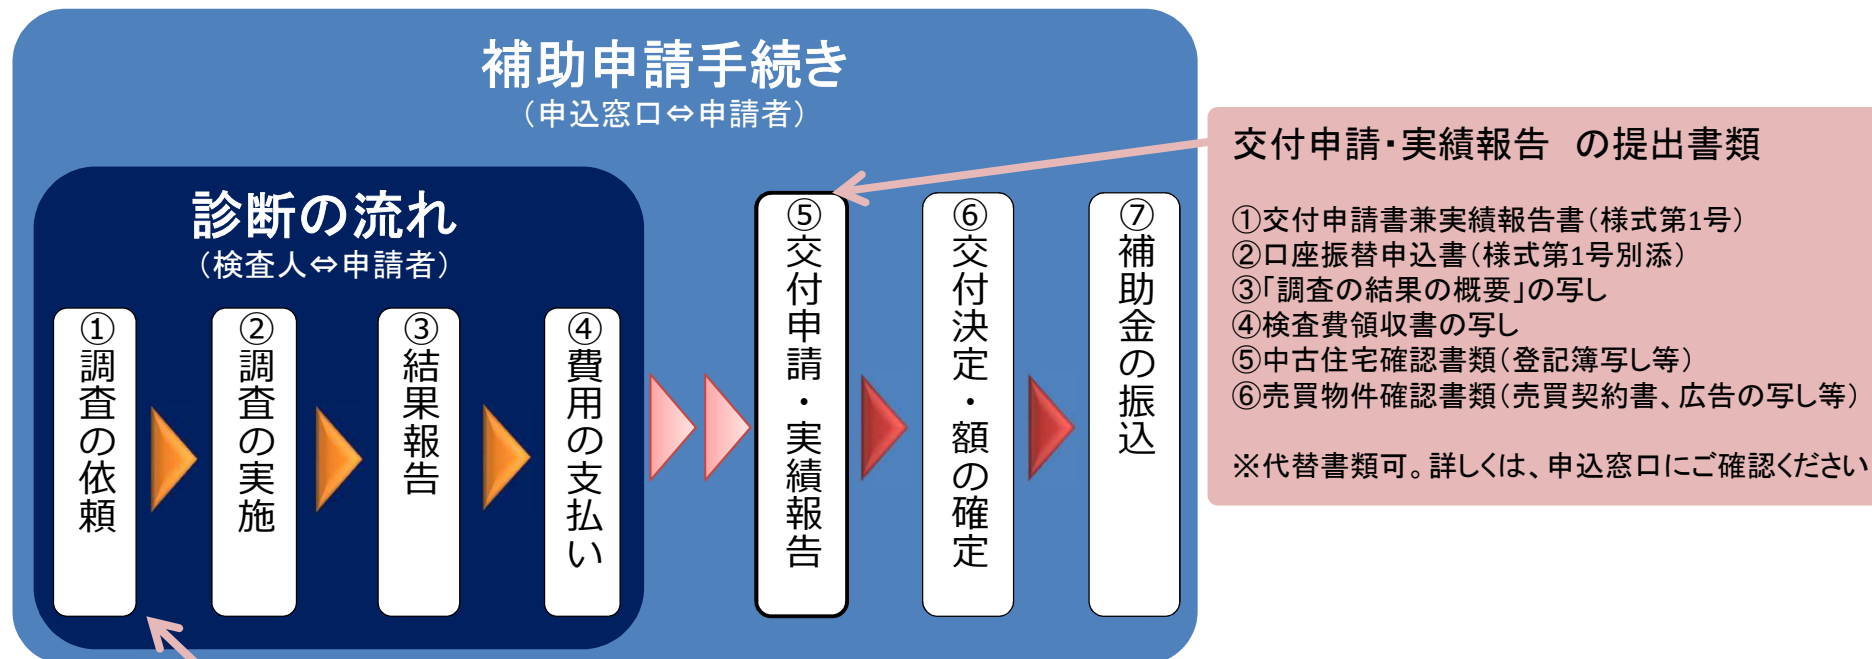 補助申請手続き
（申込窓口⇔申請者）
診断の流れ
（検査人⇔申請者）
①調査の依頼
②調査の実施
③結果報告
④費用の支払い
⑤交付申請・実績報告
⑥交付決定・額の確定
⑦補助金の振込
交付申請・実績報告　の提出書類
①交付申請書兼実績報告書（様式第1号）
②口座振替申込書（様式第1号別添）
③「調査の結果の概要」の写し
④検査費領収書の写し
⑤中古住宅確認書類（登記簿写し等）
⑥売買物件確認書類（売買契約書、広告の写し等）
※代替書類可。詳しくは、申込窓口にご確認ください